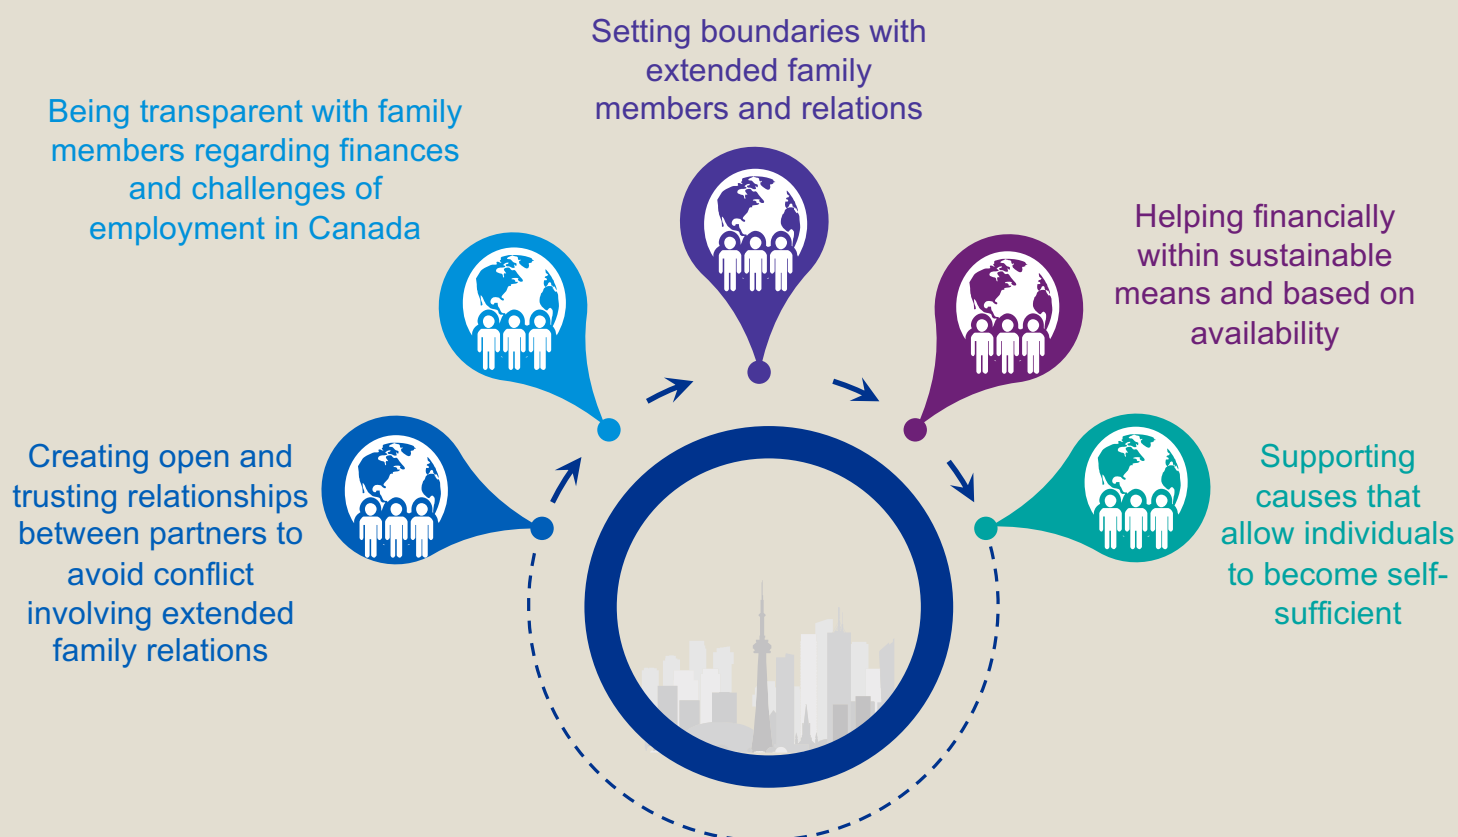 Creating open and
trusting relationships
between partners to
avoid conflict
involving extended
family relations
Being transparent with family
members regarding finances
and challenges of
employment in Canada
Setting boundaries with
extended family
members and relations
Helping financially
within sustainable
means and based on
availability
Supporting
causes that
allow individuals
to become self-
sufficient